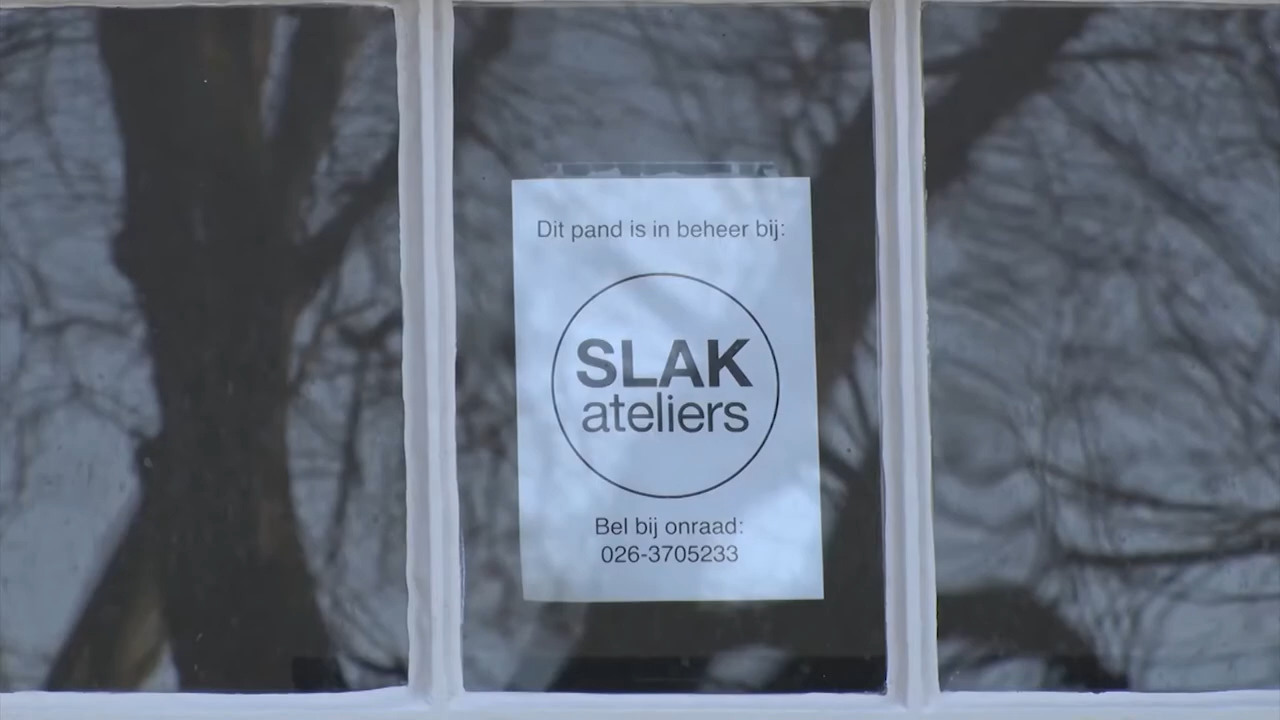 Dit pand is in beheer bij:
SLAK
ateliers
Bel bij onraad:
026-3705233